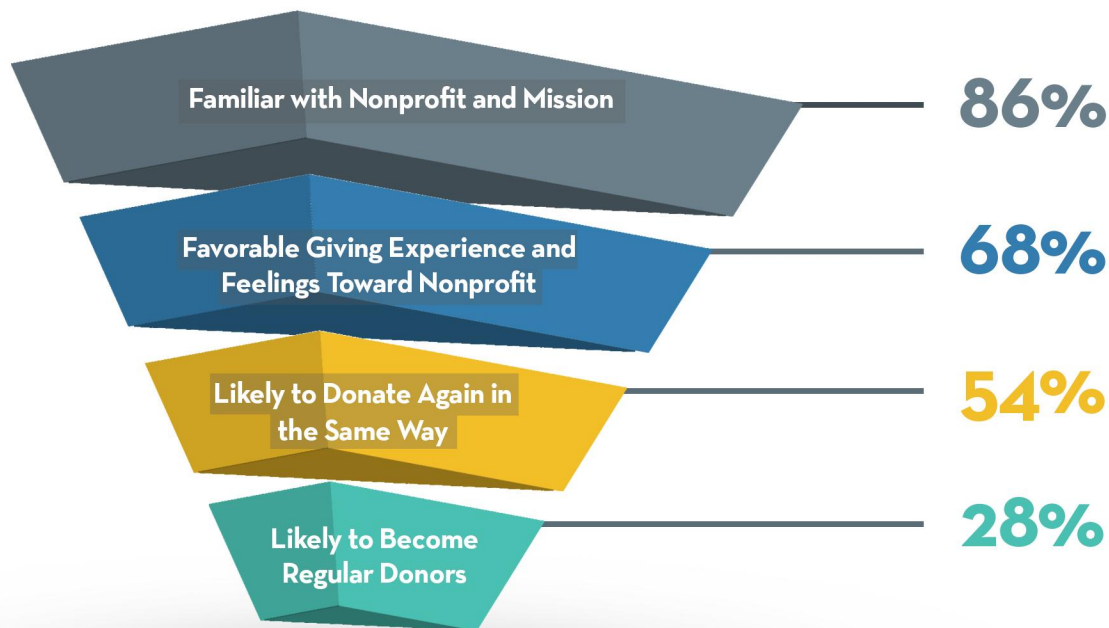 Familiar with Nonprofit and Mission
86%
Favorable Giving Experience and
Feelings Toward Nonprofit
68%
Likely to Donate Again in
the Same Way
54%
Likely to Become
Regular Donors
28%